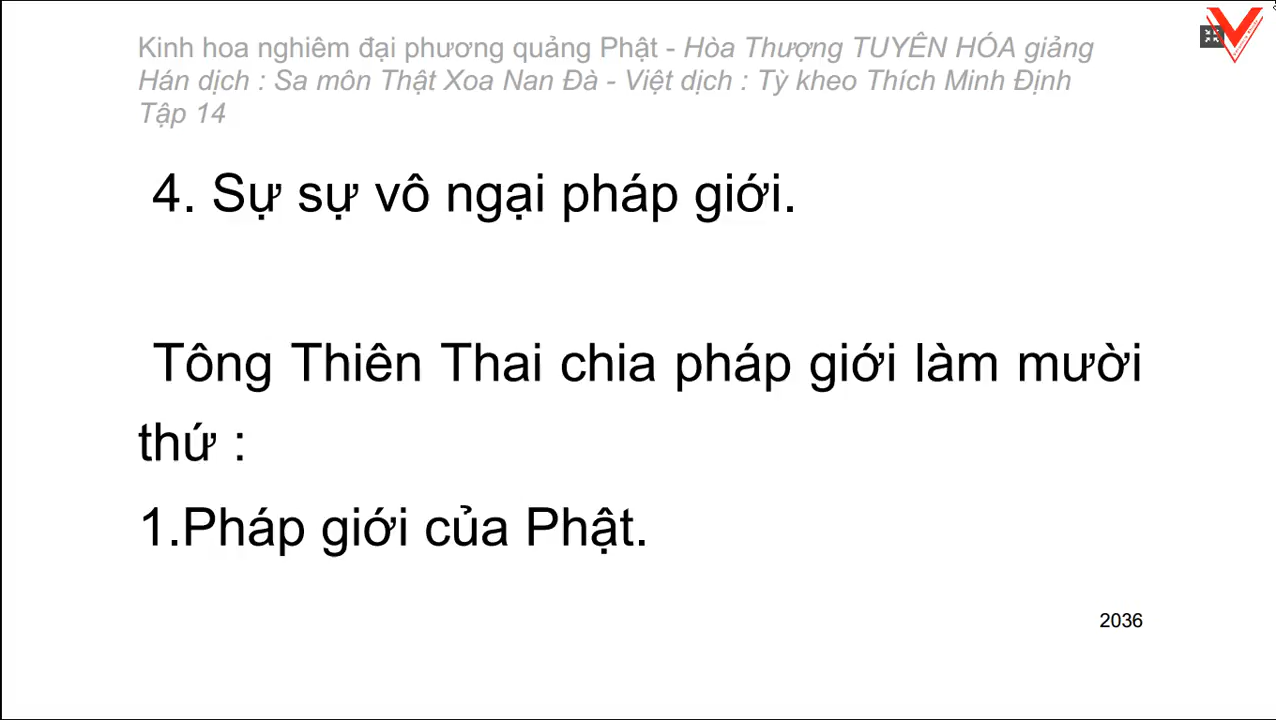 Kinh hoa nghiêm đại phương quảng Phật - Hòa Thượng TUYÊN HÓA giảng
Hán dịch : Sa môn Thật Xoa Nan Đà - Việt dịch : Tỳ kheo Thích Minh Định
Tập 14
4. Sự sự vô ngại pháp giới.
Tông Thiên Thai chia pháp giới làm mười
thứ :
1.Pháp giới của Phật.
2036